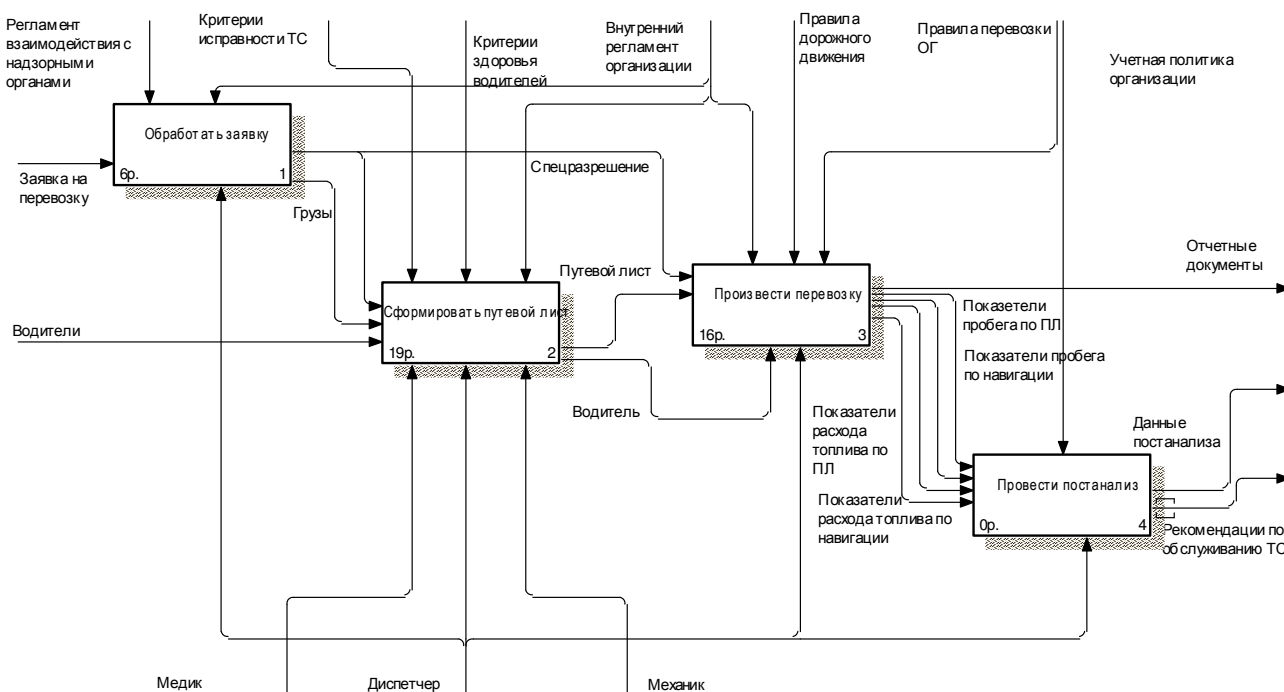 Регламент
взаимодействия с
надзорными
органами
Критерии
исправности ТС
Критерии
здоровья
водителей
Внутренний
регламент
организации
Правила
дорожного
движения
Правила перевозки
ОГ
Учетная политика
организации
Обработать заявку
6р.
1
Заявка на
перевозку
Грузы
Спецразрешение
Водители
Сформировать путевой лист
19р.
2
Путевой лист
Водитель
Произвести перевозку
16р.
3
Отчетные
документы
Показетели
пробега по ПЛ
Показатели пробега
по навигации
Показатели
расхода
топлива по
ПЛ
Показатели
расхода топлива по
навигации
Данные
постанализа
Провести постанализ
0р.
4
Рекомендации по
обслуживанию ТС
Медик
Диспетчер
Механик